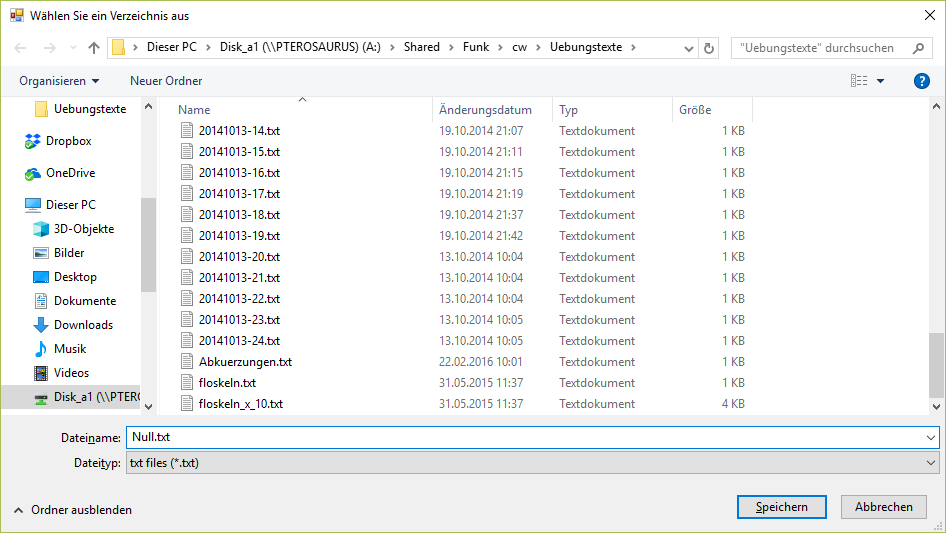 Wählen Sie ein Verzeichnis aus
Dieser PC > Disk_a1 (\\PTEROSAURUS) (A:) > Shared > Funk > cw > Uebungstexte >
"Uebungstexte" durchsuchen
Organisieren Neuer Ordner
Uebungstexte
Dropbox
OneDrive
Dieser PC
3D-Objekte
Bilder
Desktop
Dokumente
Downloads
Musik
Videos
Disk_a1 (\\PTERO
Name Änderungsdatum Typ Größe
20141013-14.txt 19.10.2014 21:07 Textdokument 1 KB
20141013-15.txt 19.10.2014 21:11 Textdokument 1 KB
20141013-16.txt 19.10.2014 21:15 Textdokument 1 KB
20141013-17.txt 19.10.2014 21:19 Textdokument 1 KB
20141013-18.txt 19.10.2014 21:37 Textdokument 1 KB
20141013-19.txt 19.10.2014 21:42 Textdokument 1 KB
20141013-20.txt 13.10.2014 10:04 Textdokument 1 KB
20141013-21.txt 13.10.2014 10:04 Textdokument 1 KB
20141013-22.txt 13.10.2014 10:04 Textdokument 1 KB
20141013-23.txt 13.10.2014 10:05 Textdokument 1 KB
20141013-24.txt 13.10.2014 10:05 Textdokument 1 KB
Abkuerzungen.txt 22.02.2016 10:01 Textdokument 1 KB
floskeln.txt 31.05.2015 11:37 Textdokument 1 KB
floskeln_x_10.txt 31.05.2015 11:37 Textdokument 4 KB
Dateiname: Null.txt
Dateityp: txt files (*.txt)
Ordner ausblenden
Speichern Abbrechen